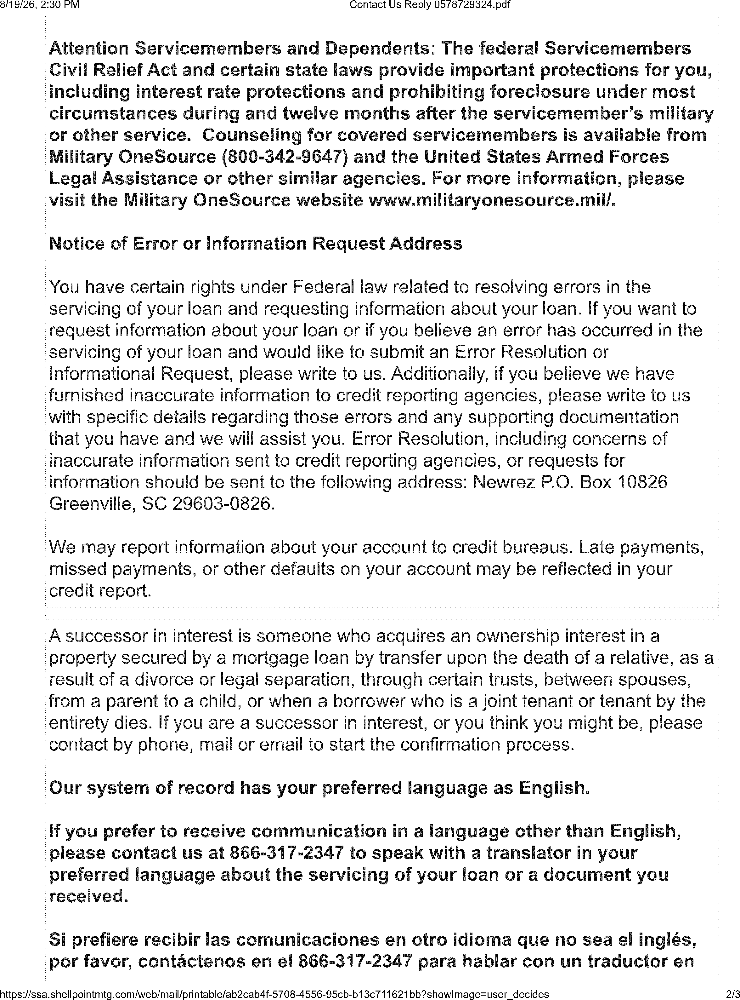 8/19/26, 2:30 PM
Contact Us Reply 0578729324.pdf
Attention Servicemembers and Dependents: The federal Servicemembers
Civil Relief Act and certain state laws provide important protections for you,
including interest rate protections and prohibiting foreclosure under most
circumstances during and twelve months after the servicemember’s military
or other service.  Counseling for covered servicemembers is available from
Military OneSource (800-342-9647) and the United States Armed Forces
Legal Assistance or other similar agencies. For more information, please
visit the Military OneSource website www.militaryonesource.mil/.
Notice of Error or Information Request Address
You have certain rights under Federal law related to resolving errors in the
servicing of your loan and requesting information about your loan. If you want to
request information about your loan or if you believe an error has occurred in the
servicing of your loan and would like to submit an Error Resolution or
Informational Request, please write to us. Additionally, if you believe we have
furnished inaccurate information to credit reporting agencies, please write to us
with specific details regarding those errors and any supporting documentation
that you have and we will assist you. Error Resolution, including concerns of
inaccurate information sent to credit reporting agencies, or requests for
information should be sent to the following address: Newrez P.O. Box 10826
Greenville, SC 29603-0826.
We may report information about your account to credit bureaus. Late payments,
missed payments, or other defaults on your account may be reflected in your
credit report.
A successor in interest is someone who acquires an ownership interest in a
property secured by a mortgage loan by transfer upon the death of a relative, as a
result of a divorce or legal separation, through certain trusts, between spouses,
from a parent to a child, or when a borrower who is a joint tenant or tenant by the
entirety dies. If you are a successor in interest, or you think you might be, please
contact by phone, mail or email to start the confirmation process.
Our system of record has your preferred language as English.
If you prefer to receive communication in a language other than English,
please contact us at 866-317-2347 to speak with a translator in your
preferred language about the servicing of your loan or a document you
received.
Si prefiere recibir las comunicaciones en otro idioma que no sea el inglés,
por favor, contáctenos en el 866-317-2347 para hablar con un traductor en
https://ssa.shellpointmtg.com/web/mail/printable/ab2cab4f-5708-4556-95cb-b13c711621bb?showImage=user_decides
2/3